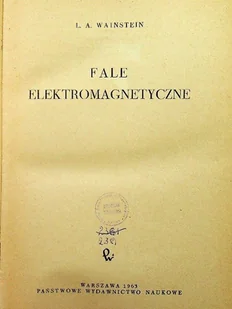 L. A. WAINSTEIN
FALE
ELEKTROMAGNETYCZNE
WARSZAWA 1963
PAŃSTWOWE WYDAWNICTWO NAUKOWE